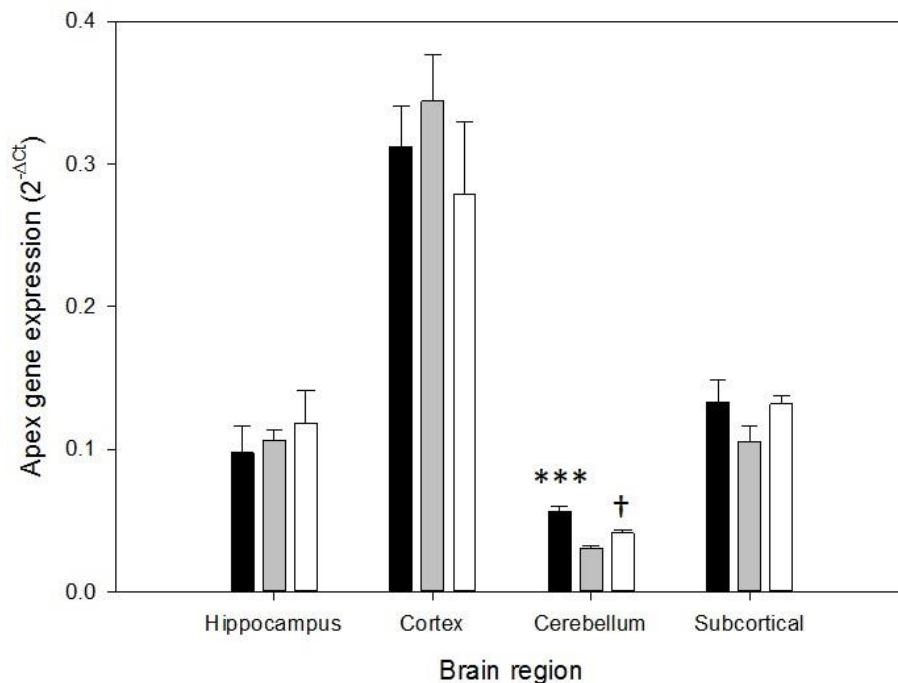 0.4
0.3
0.2
0.1
0.0
Apex gene expression (2^-ΔCt)
***
†
Hippocampus Cortex Cerebellum Subcortical
Brain region